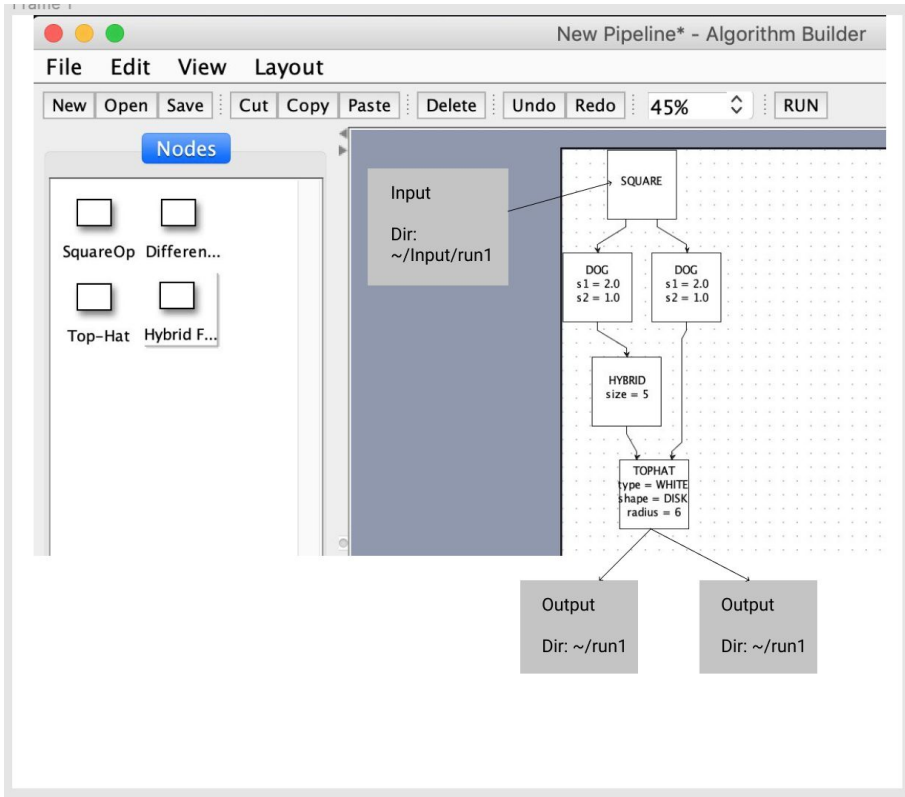 Frame 1
New Pipeline* - Algorithm Builder
File Edit View Layout
New Open Save Cut Copy Paste Delete Undo Redo 45% RUN
Nodes
SquareOp Differen...
Top-Hat Hybrid F...
Input
Dir:
~/Input/run1
SQUARE
DOG
s1 = 2.0
s2 = 1.0
DOG
s1 = 2.0
s2 = 1.0
HYBRID
size = 5
TOPHAT
type = WHITE
shape = DISK
radius = 6
Output
Dir: ~/run1
Output
Dir: ~/run1